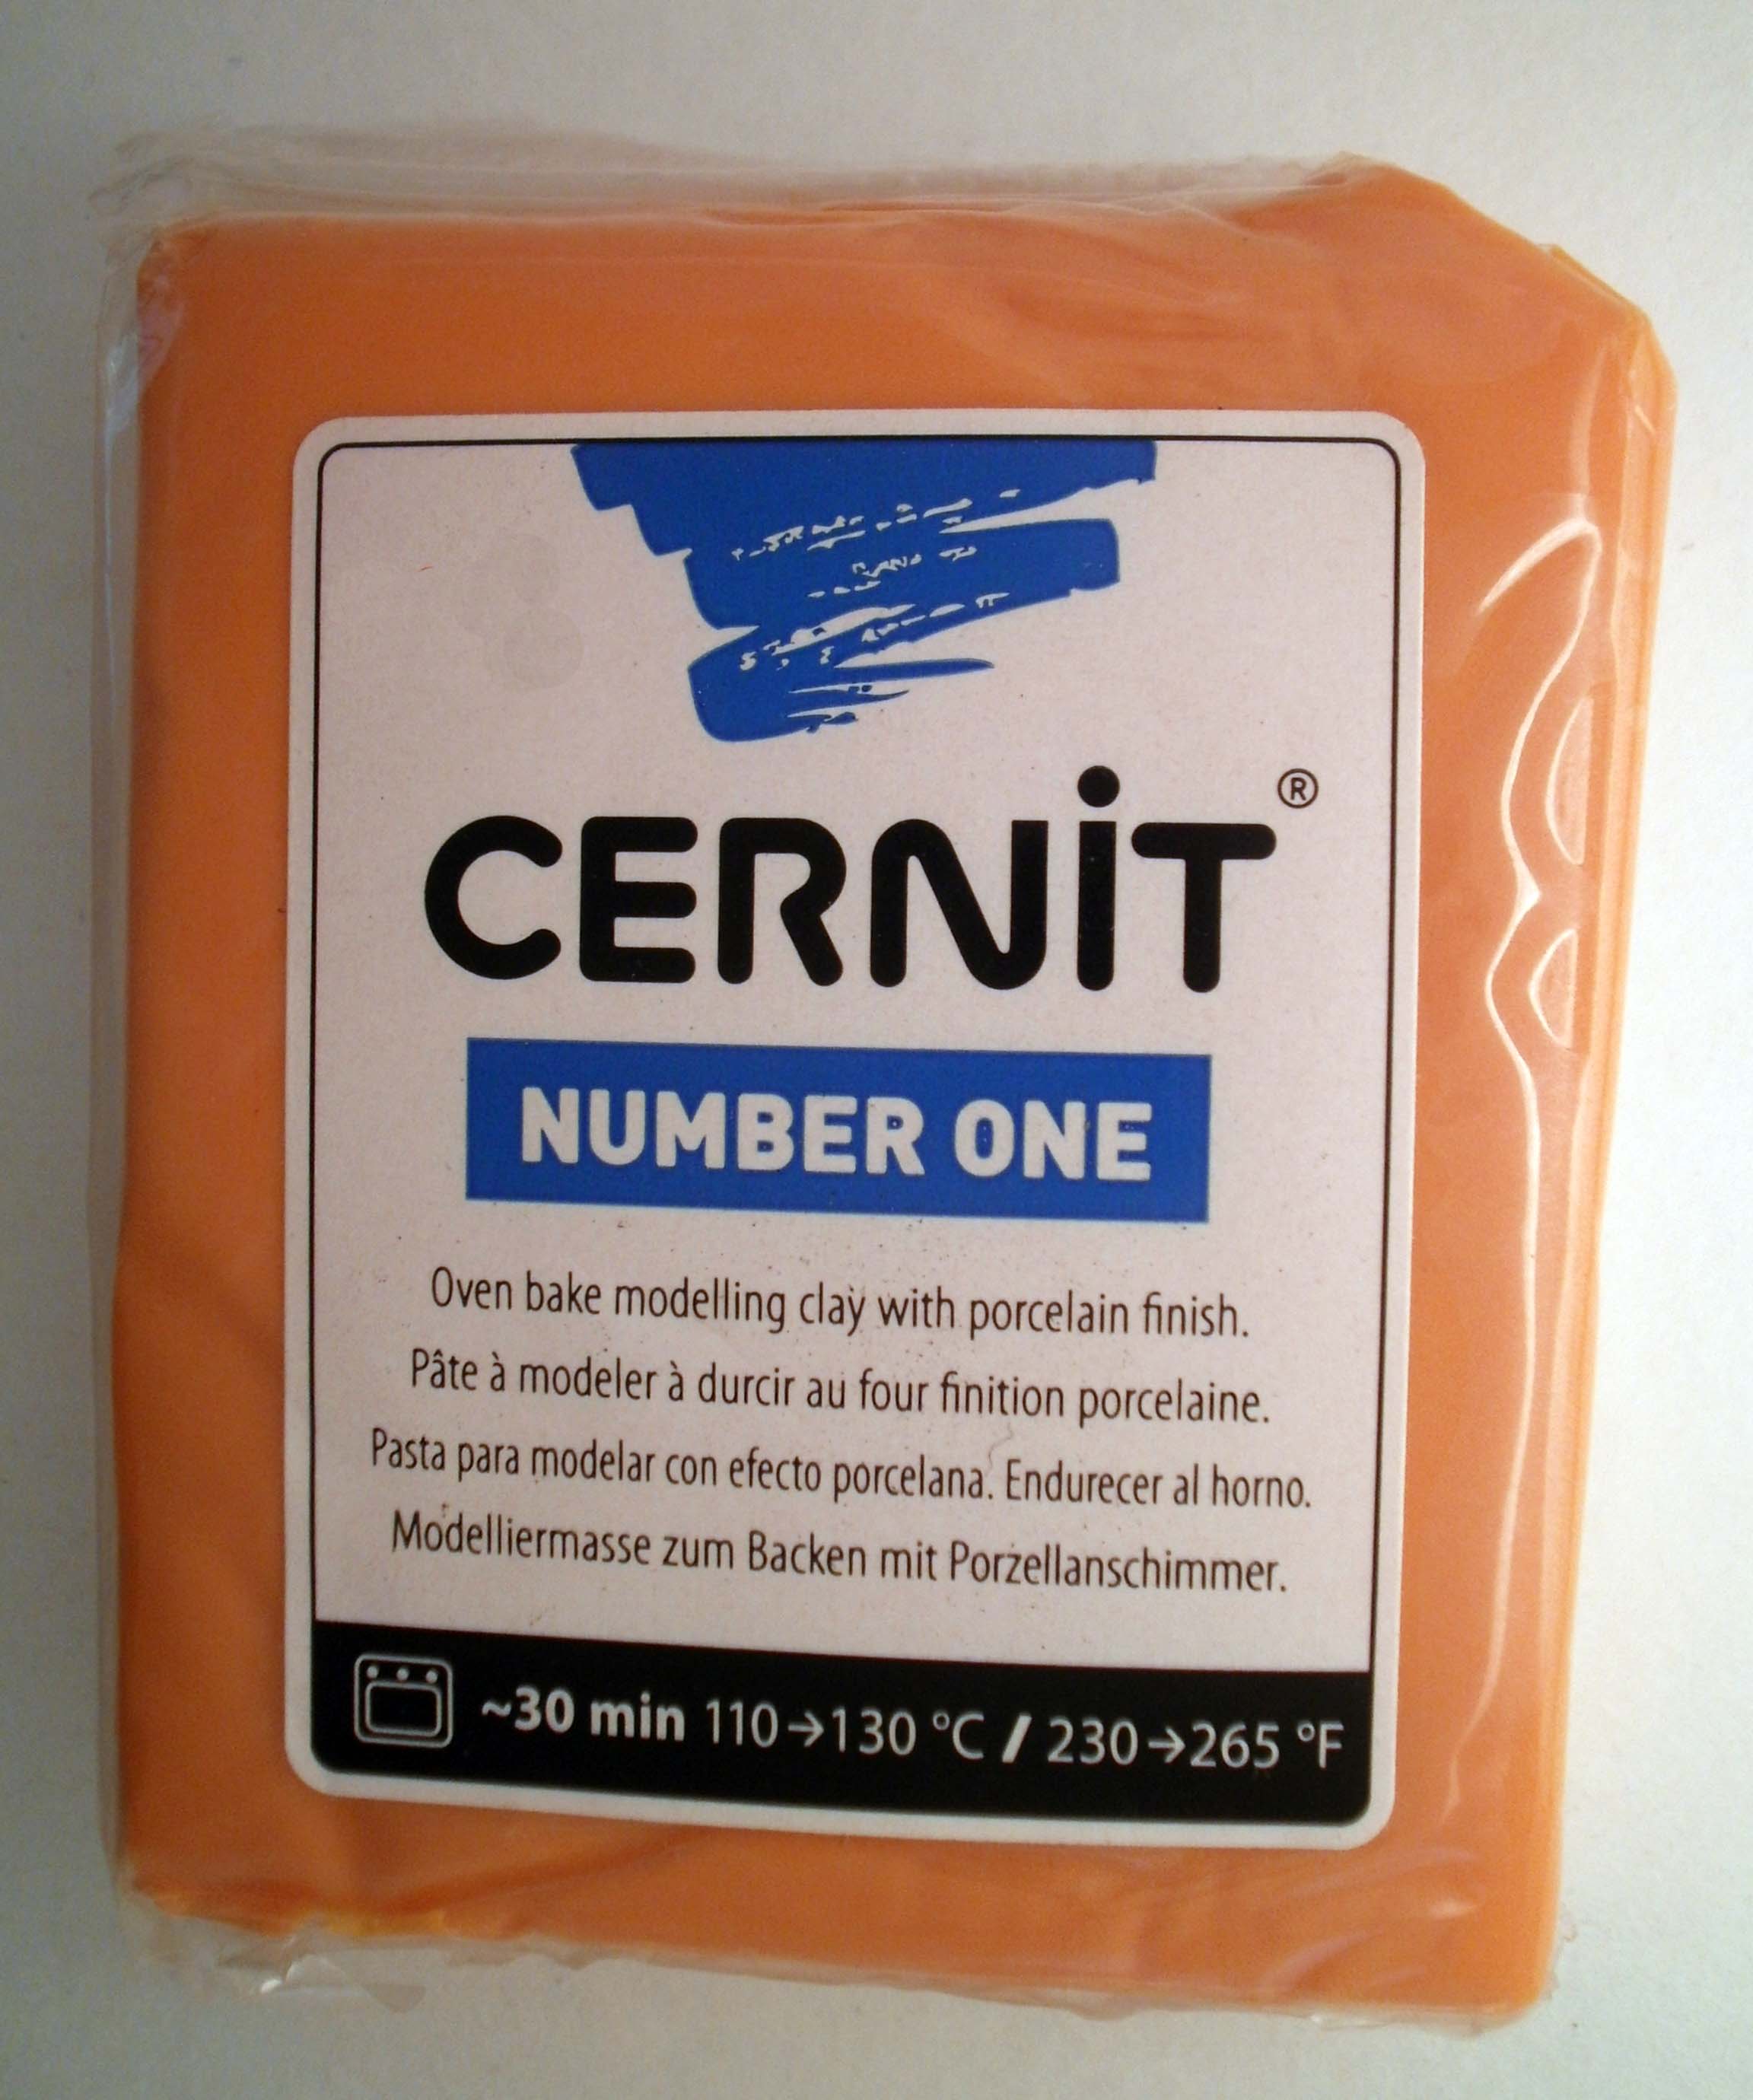 CERNiT®
NUMBER ONE
Oven bake modelling clay with porcelain finish.
Pâte à modeler à durcir au four finition porcelaine.
Pasta para modelar con efecto porcelana. Endurecer al horno.
Modelliermasse zum Backen mit Porzellanschimmer.
~30 min 110→130 °C / 230→265 °F